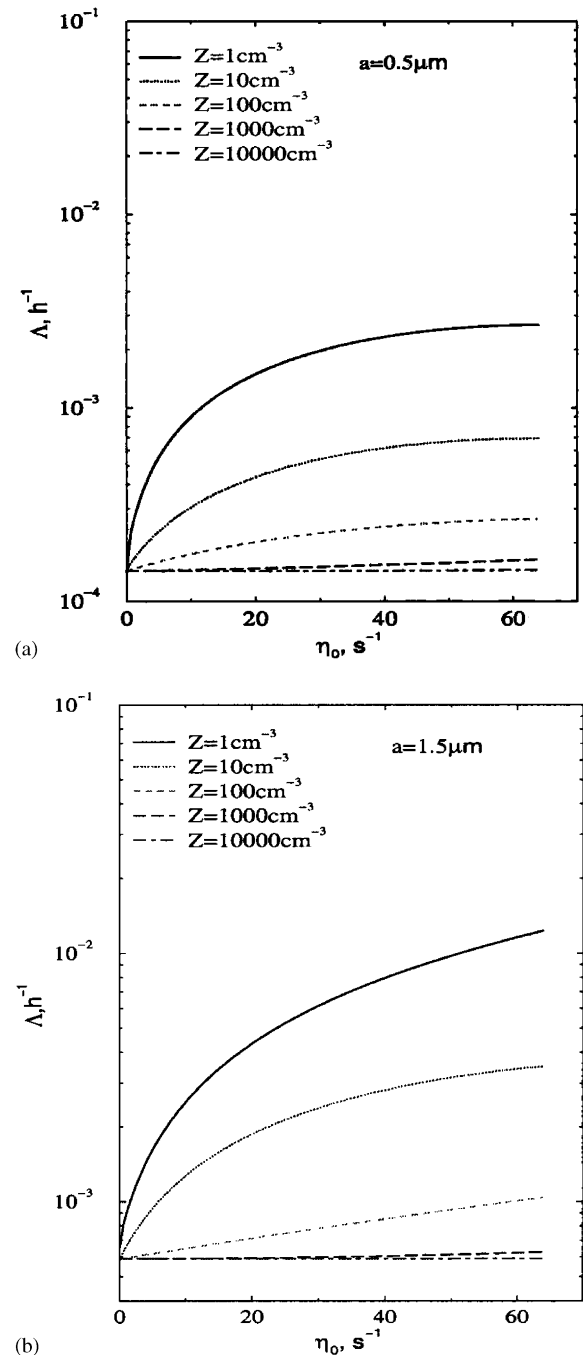 10⁻¹
Z=1cm⁻³
a=0.5μm
Z=10cm⁻³
Z=100cm⁻³
Z=1000cm⁻³
Z=10000cm⁻³
10⁻²
Λ, h⁻¹
10⁻³
10⁻⁴
0
20
40
60
(a)
η₀, s⁻¹
10⁻¹
Z=1cm⁻³
a=1.5μm
Z=10cm⁻³
Z=100cm⁻³
Z=1000cm⁻³
Z=10000cm⁻³
10⁻²
Λ,h⁻¹
10⁻³
0
20
40
60
(b)
η₀, s⁻¹